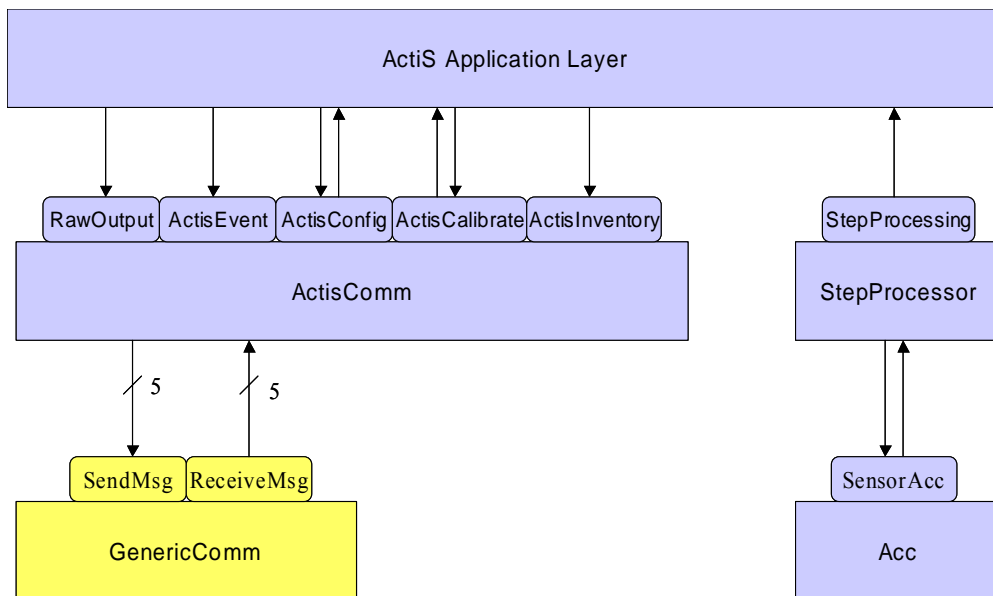 ActiS Application Layer
RawOutput ActisEvent ActisConfig ActisCalibrate ActisInventory StepProcessing
ActisComm StepProcessor
5 5
SendMsg ReceiveMsg SensorAcc
GenericComm Acc